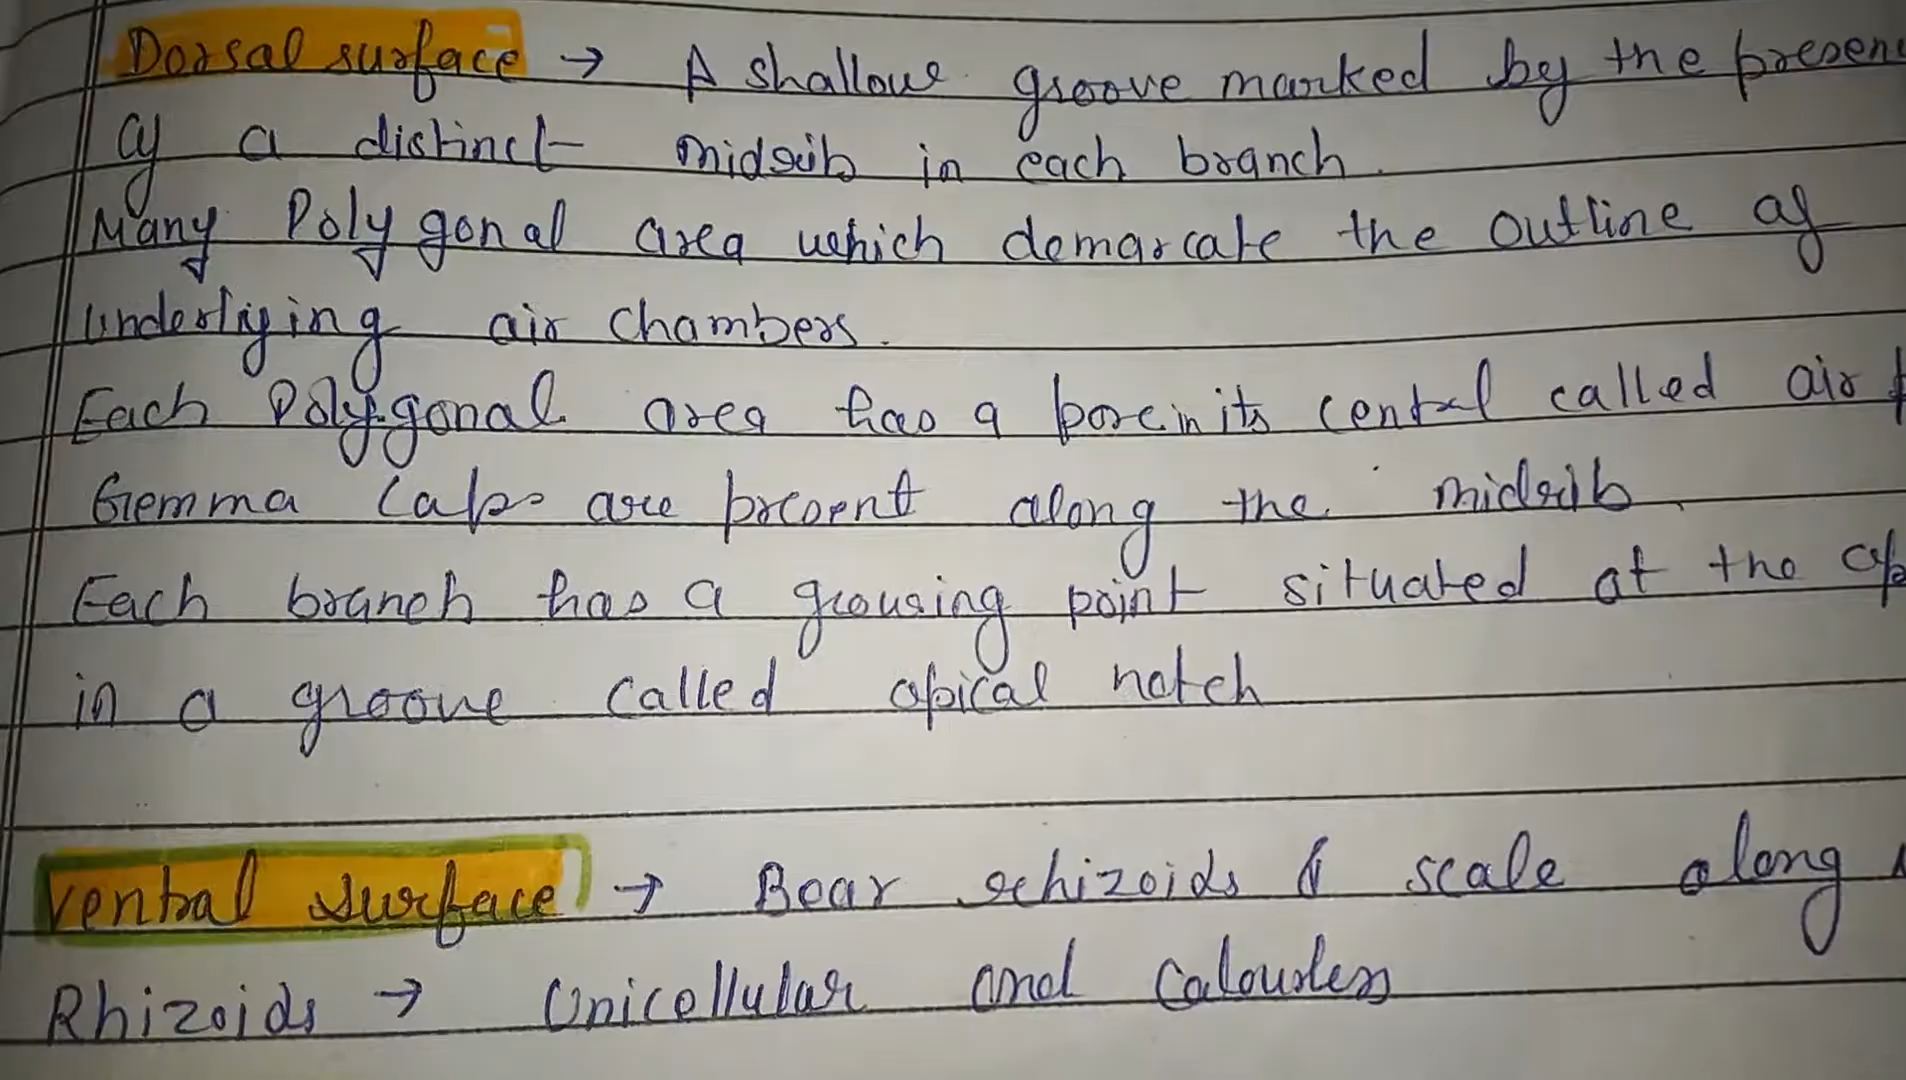 Dorsal surface → A shallow groove marked by the presen
of a distinct midrib in each branch.
Many Polygonal area which demarcate the outline of
underlying air chambers.
Each Polygonal area has a pore in its central called air
Gemma Cups are present along the midrib.
Each branch has a growing point situated at the ap
in a groove called apical notch
Ventral surface → Bear rhizoids & scale along
Rhizoids → Unicellular and Colourless